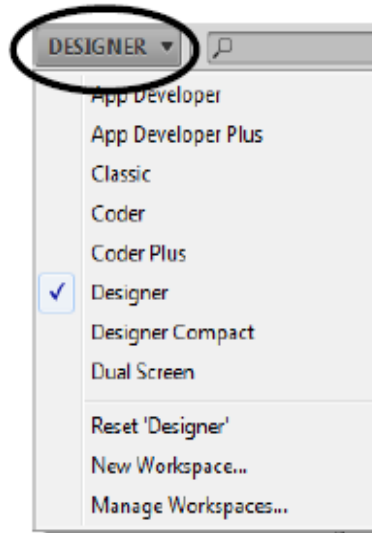 DESIGNER
App Developer
App Developer Plus
Classic
Coder
Coder Plus
Designer
Designer Compact
Dual Screen
Reset 'Designer'
New Workspace...
Manage Workspaces...